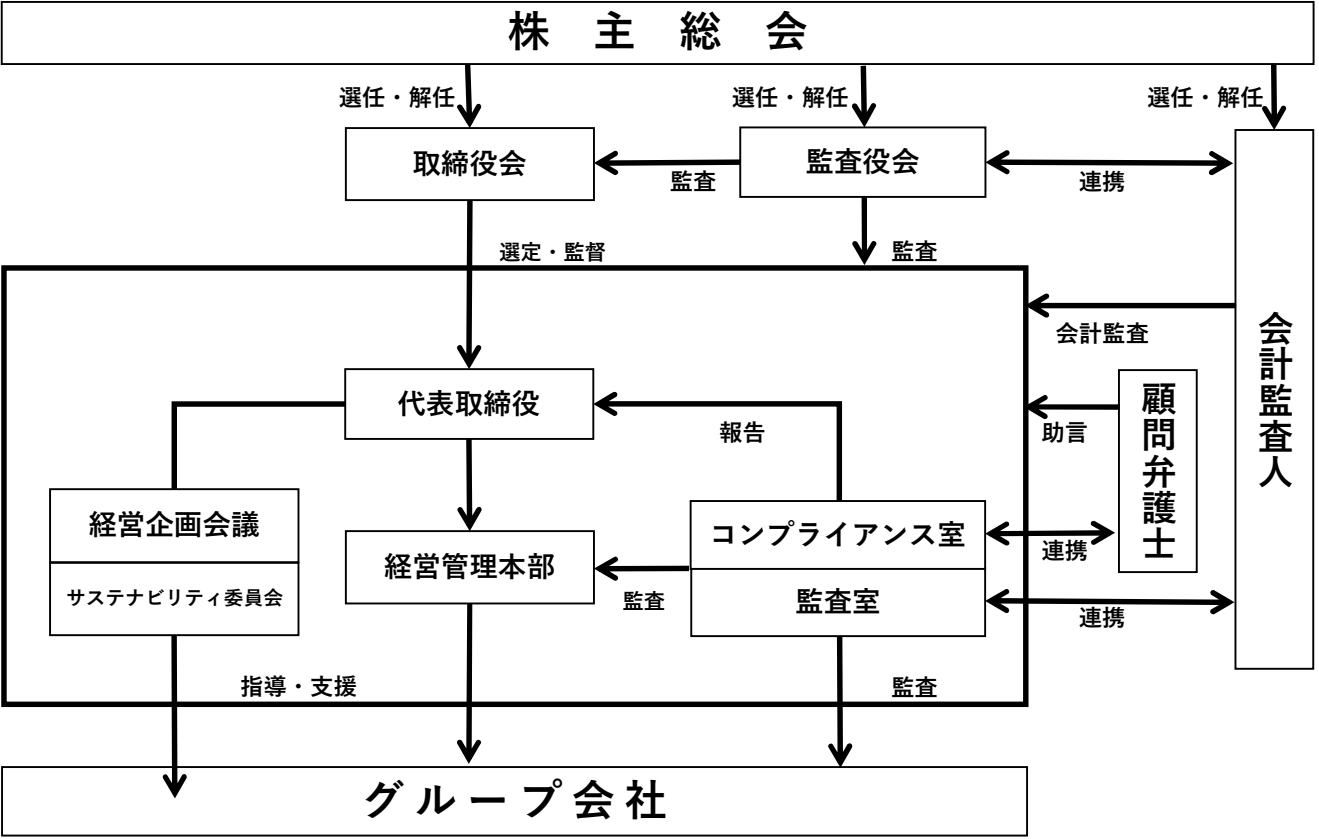 株 主 総 会
選任・解任
選任・解任
選任・解任
取締役会
監査役会
監査
連携
選定・監督
監査
会計監査人
会計監査
代表取締役
顧問弁護士
報告
助言
経営企画会議
コンプライアンス室
経営管理本部
連携
サステナビリティ委員会
監査
監査室
連携
指導・支援
監査
グループ会社